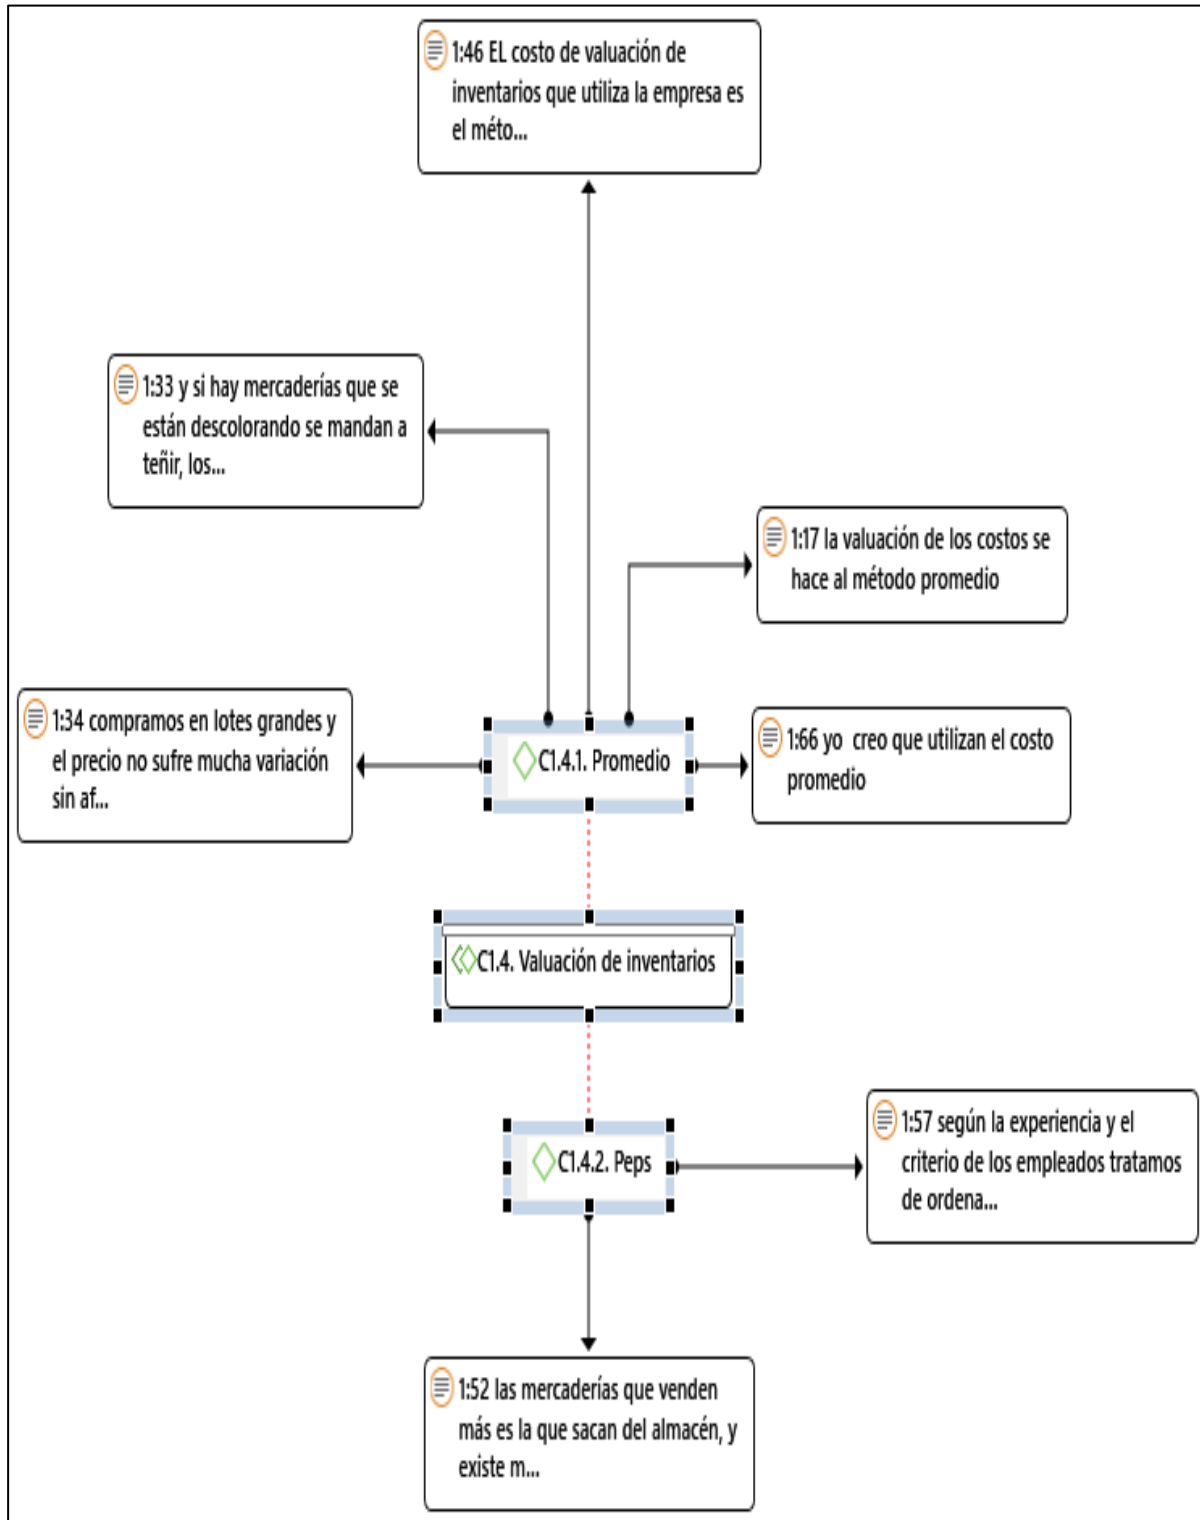 1:46 EL costo de valuación de
inventarios que utiliza la empresa es
el méto...
1:33 y si hay mercaderías que se
están descolorando se mandan a
teñir, los...
1:17 la valuación de los costos se
hace al método promedio
1:34 compramos en lotes grandes y
el precio no sufre mucha variación
sin af...
C1.4.1. Promedio
1:66 yo creo que utilizan el costo
promedio
C1.4. Valuación de inventarios
C1.4.2. Peps
1:57 según la experiencia y el
criterio de los empleados tratamos
de ordena...
1:52 las mercaderías que venden
más es la que sacan del almacén, y
existe m...